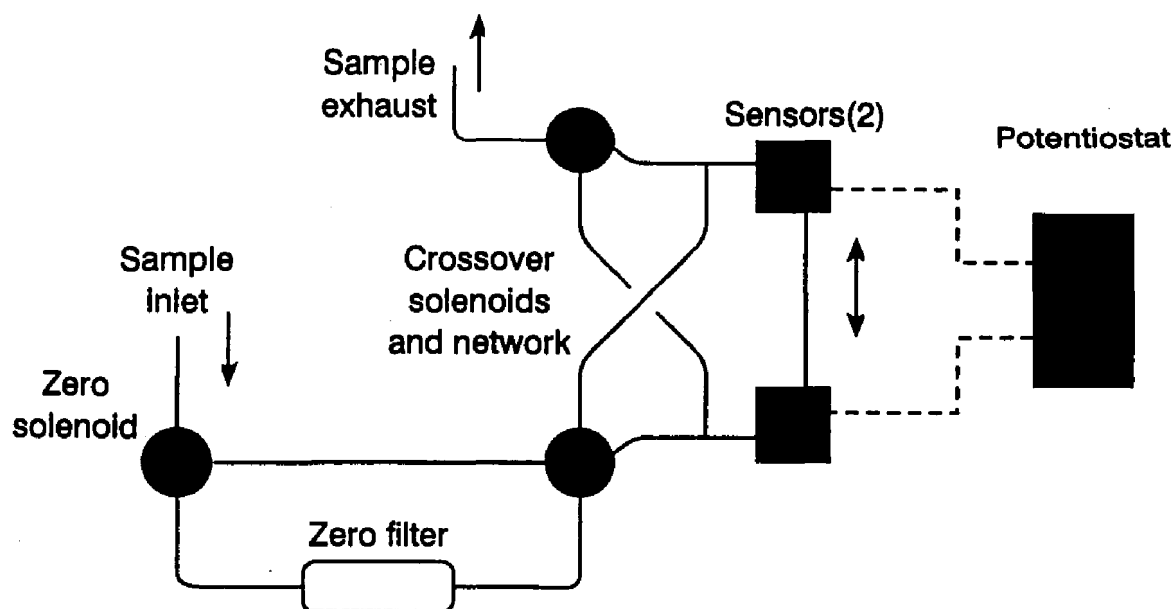 Sample
exhaust
Sensors(2)
Potentiostat
Sample
inlet
Crossover
solenoids
and network
Zero
solenoid
Zero filter